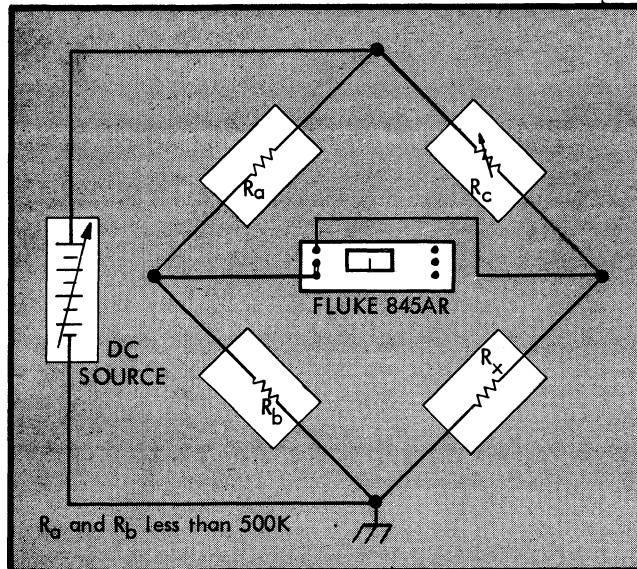 Ra
Rc
FLUKE 845AR
DC
SOURCE
Rb
Rx
Ra and Rb less than 500K